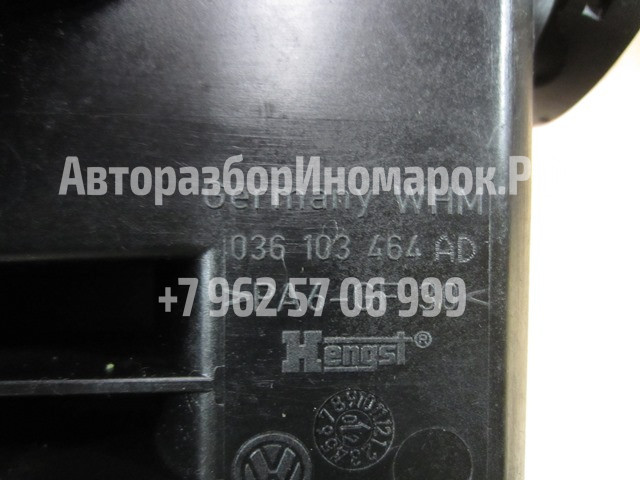 АвторазборИномарок.Р
Germany WHM
036 103 464 AD
+7 962 57 06 999
Hengst®